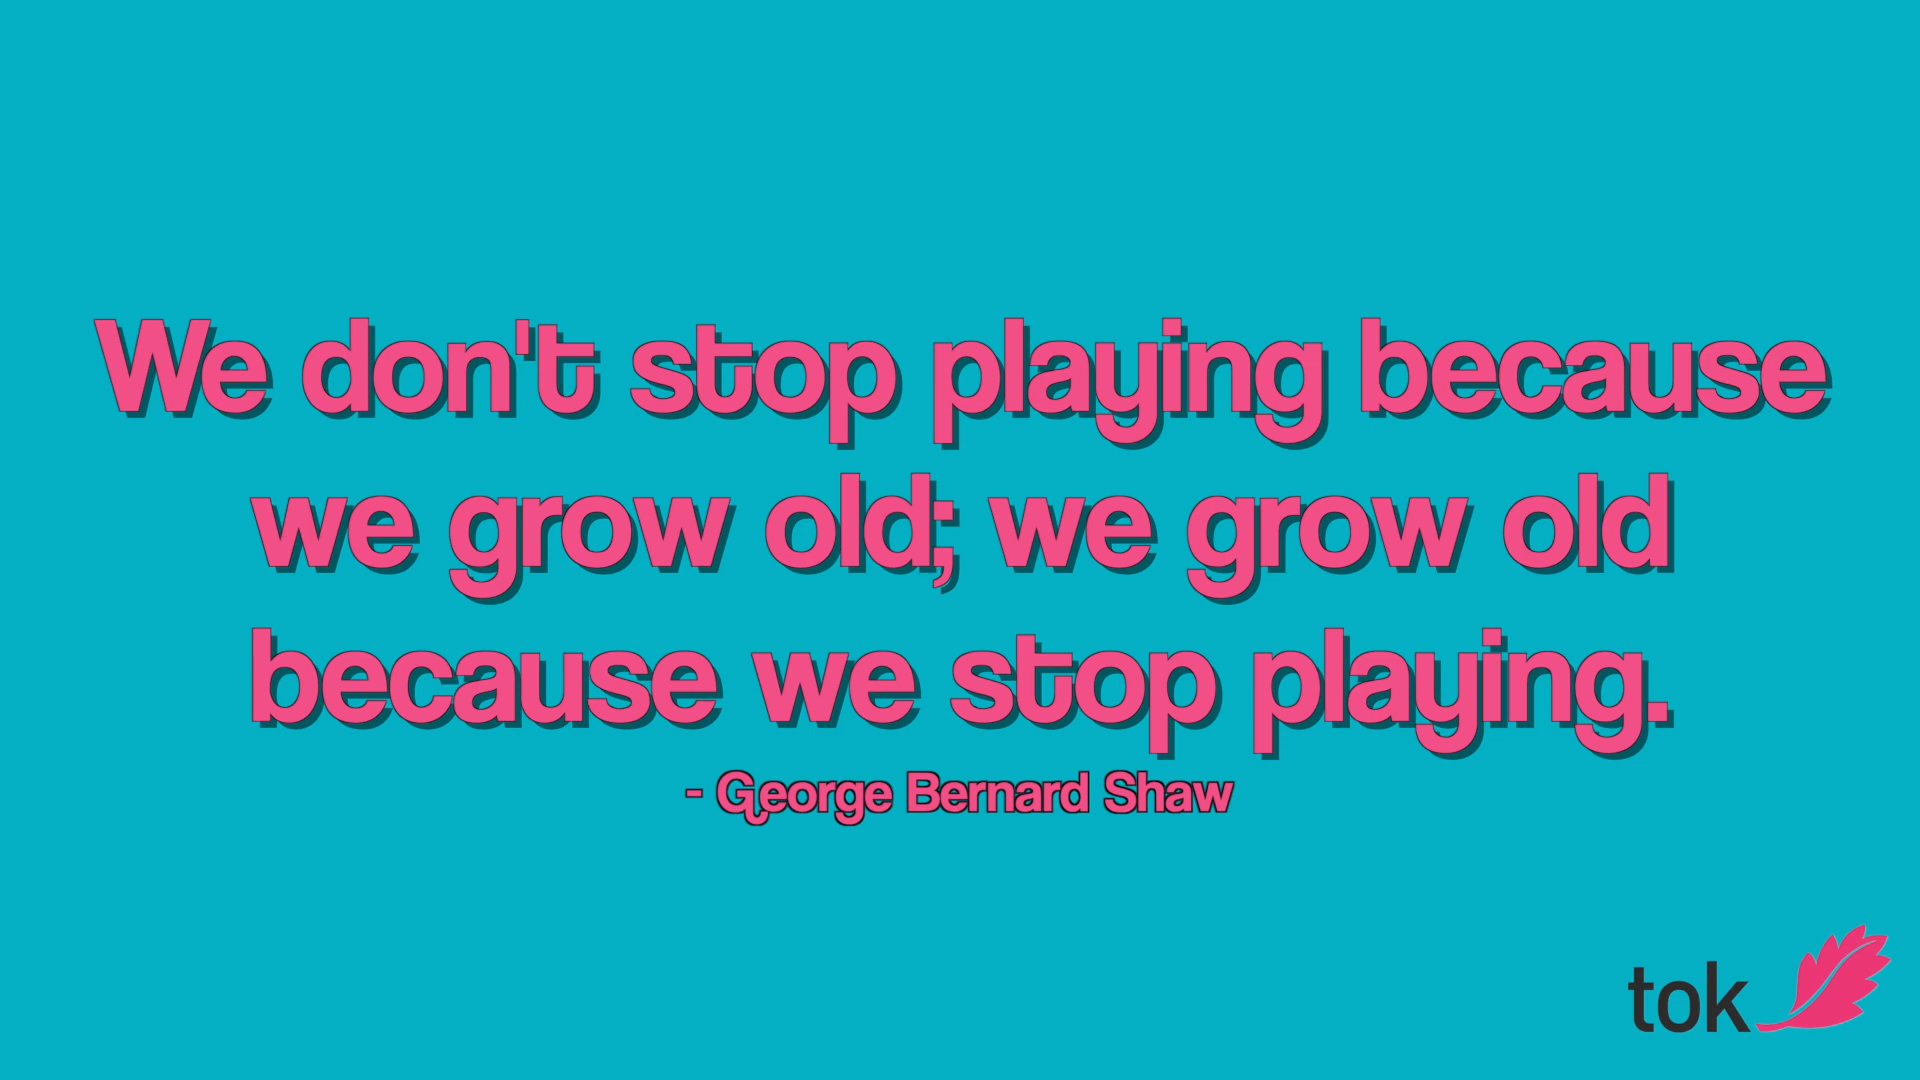 We don't stop playing because
we grow old; we grow old
because we stop playing.
- George Bernard Shaw
tok